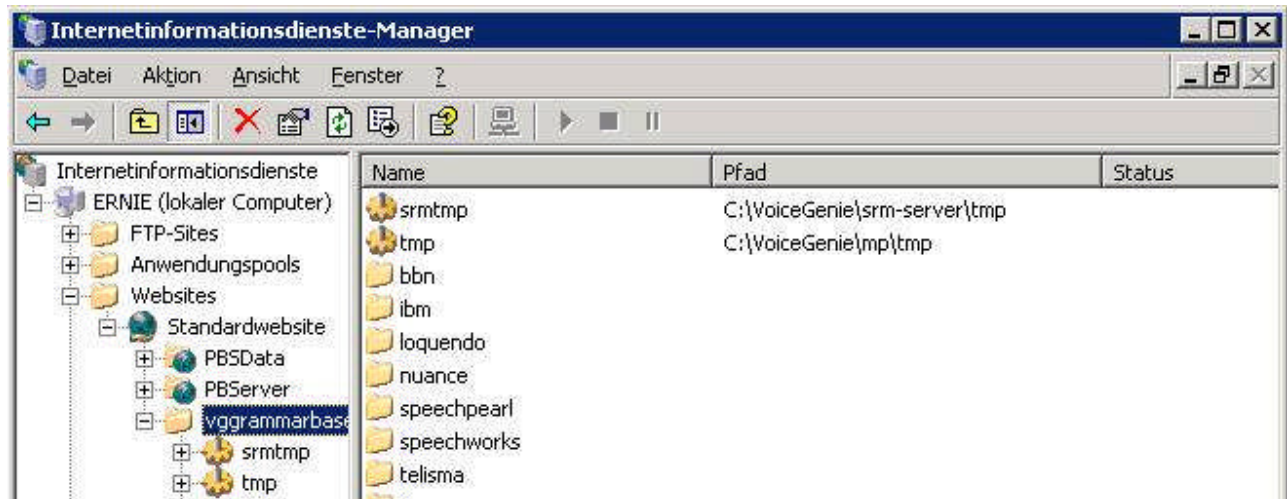 Internetinformationsdienste-Manager
Datei Aktion Ansicht Fenster ?
Internetinformationsdienste
ERNIE (lokaler Computer)
FTP-Sites
Anwendungspools
Websites
Standardwebsite
PBSData
PBServer
vggrammarbase
srmtmp
tmp
Name Pfad Status
srmtmp C:\VoiceGenie\srm-server\tmp
tmp C:\VoiceGenie\mp\tmp
bbn
ibm
loquendo
nuance
speechpearl
speechworks
telisma